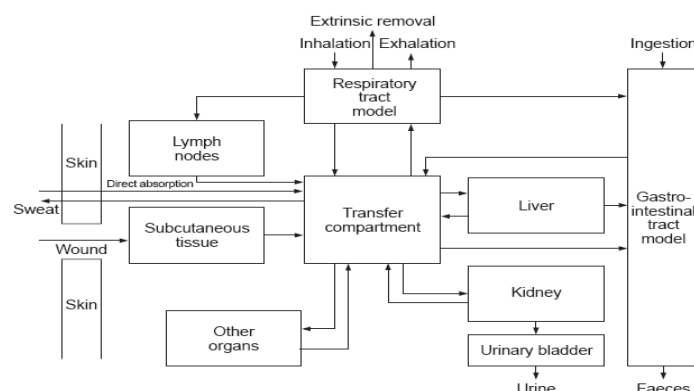 Extrinsic removal
Inhalation
Exhalation
Ingestion
Respiratory
tract
model
Lymph
nodes
Skin
Direct absorption
Sweat
Transfer
compartment
Liver
Gastro-
intestinal
tract
model
Subcutaneous
tissue
Wound
Skin
Kidney
Other
organs
Urinary bladder
Urine
Faeces